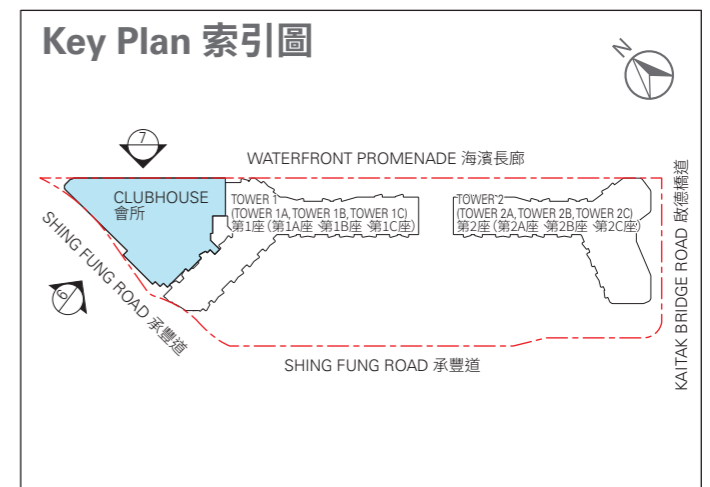 Key Plan 索引圖
N
7
WATERFRONT PROMENADE 海濱長廊
CLUBHOUSE
會所
TOWER 1
(TOWER 1A, TOWER 1B, TOWER 1C)
第1座 (第1A座、第1B座、第1C座)
TOWER 2
(TOWER 2A, TOWER 2B, TOWER 2C)
第2座 (第2A座、第2B座、第2C座)
KAITAK BRIDGE ROAD 啟德橋道
SHING FUNG ROAD 承豐道
6
SHING FUNG ROAD 承豐道